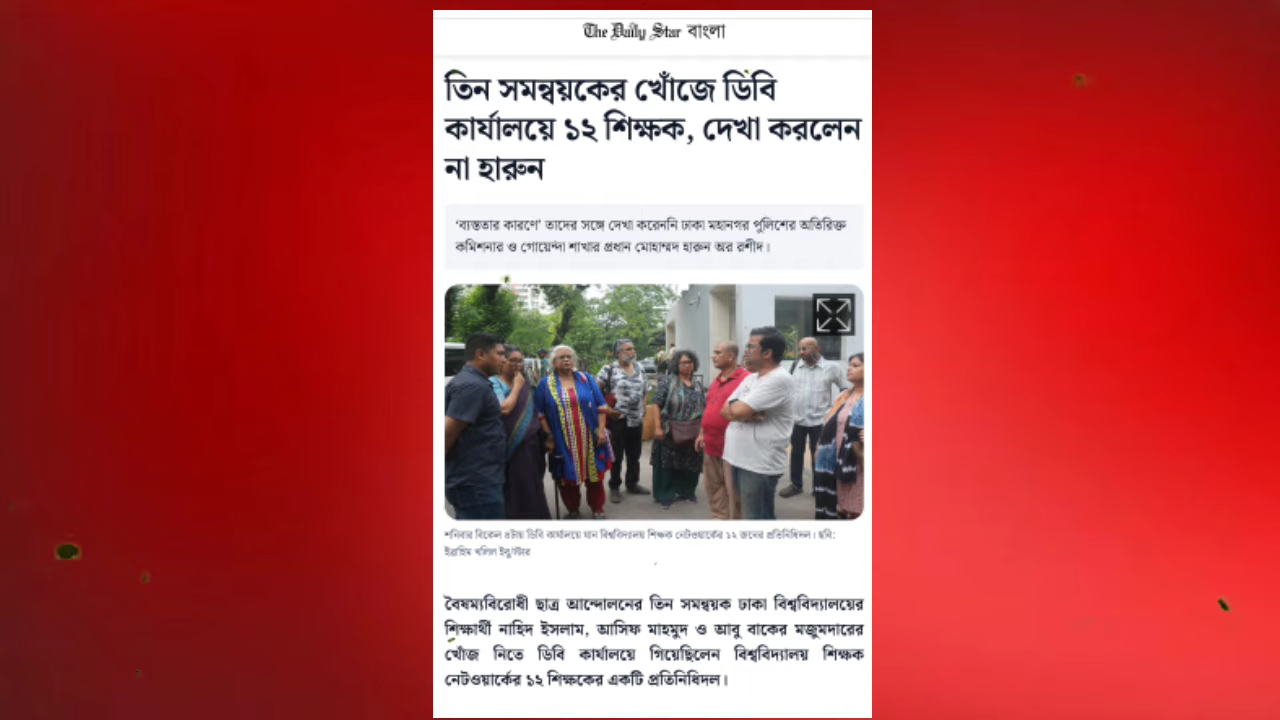 The Daily Star বাংলা
তিন সমন্বয়কের খোঁজে ডিবি
কার্যালয়ে ১২ শিক্ষক, দেখা করলেন
না হারুন
‘ব্যস্ততার কারণে’ তাদের সঙ্গে দেখা করেননি ঢাকা মহানগর পুলিশের অতিরিক্ত
কমিশনার ও গোয়েন্দা শাখার প্রধান মোহাম্মদ হারুন অর রশীদ।
শনিবার বিকেল ৪টায় ডিবি কার্যালয়ে যান বিশ্ববিদ্যালয় শিক্ষক নেটওয়ার্কের ১২ জনের প্রতিনিধিদল। ছবি:
ইব্রাহিম খলিল ইবু/স্টার
বৈষম্যবিরোধী ছাত্র আন্দোলনের তিন সমন্বয়ক ঢাকা বিশ্ববিদ্যালয়ের
শিক্ষার্থী নাহিদ ইসলাম, আসিফ মাহমুদ ও আবু বাকের মজুমদারের
খোঁজ নিতে ডিবি কার্যালয়ে গিয়েছিলেন বিশ্ববিদ্যালয় শিক্ষক
নেটওয়ার্কের ১২ শিক্ষকের একটি প্রতিনিধিদল।